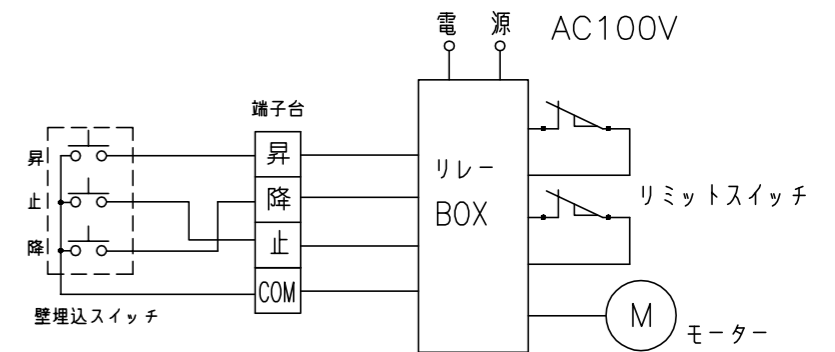 電 源 AC100V
端子台
昇
止
降
昇
降
止
COM
壁埋込スイッチ
リレー
BOX
リミットスイッチ
M
モーター